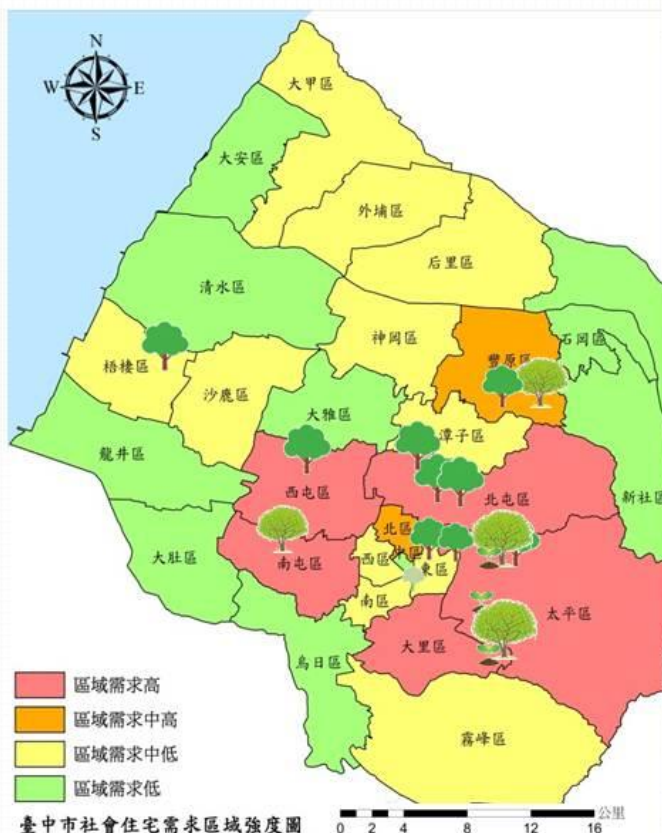 N
W E
S
大甲區
大安區
外埔區
后里區
清水區
神岡區
石岡區
豐原區
梧棲區
沙鹿區
大雅區
潭子區
龍井區
西屯區
北屯區
新社區
北區
西區
中區
東區
大肚區
南屯區
南區
太平區
大里區
烏日區
霧峰區
區域需求高
區域需求中高
區域需求中低
區域需求低
臺中市社會住宅需求區域強度圖
公里
0 2 4 8 12 16